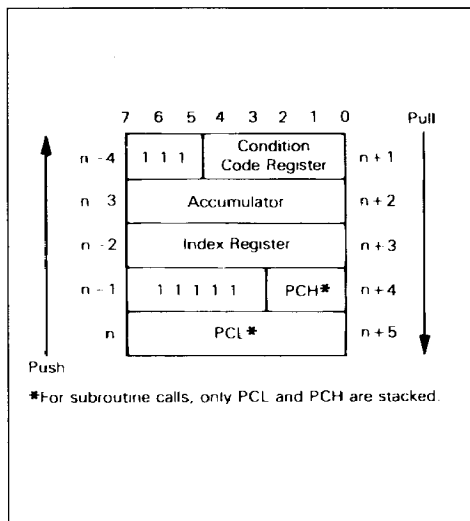 7 6 5 4 3 2 1 0
Pull
n - 4 1 1 1 Condition Code Register n + 1
n 3 Accumulator n + 2
n - 2 Index Register n + 3
n - 1 1 1 1 1 1 PCH* n + 4
n PCL* n + 5
Push
*For subroutine calls, only PCL and PCH are stacked.